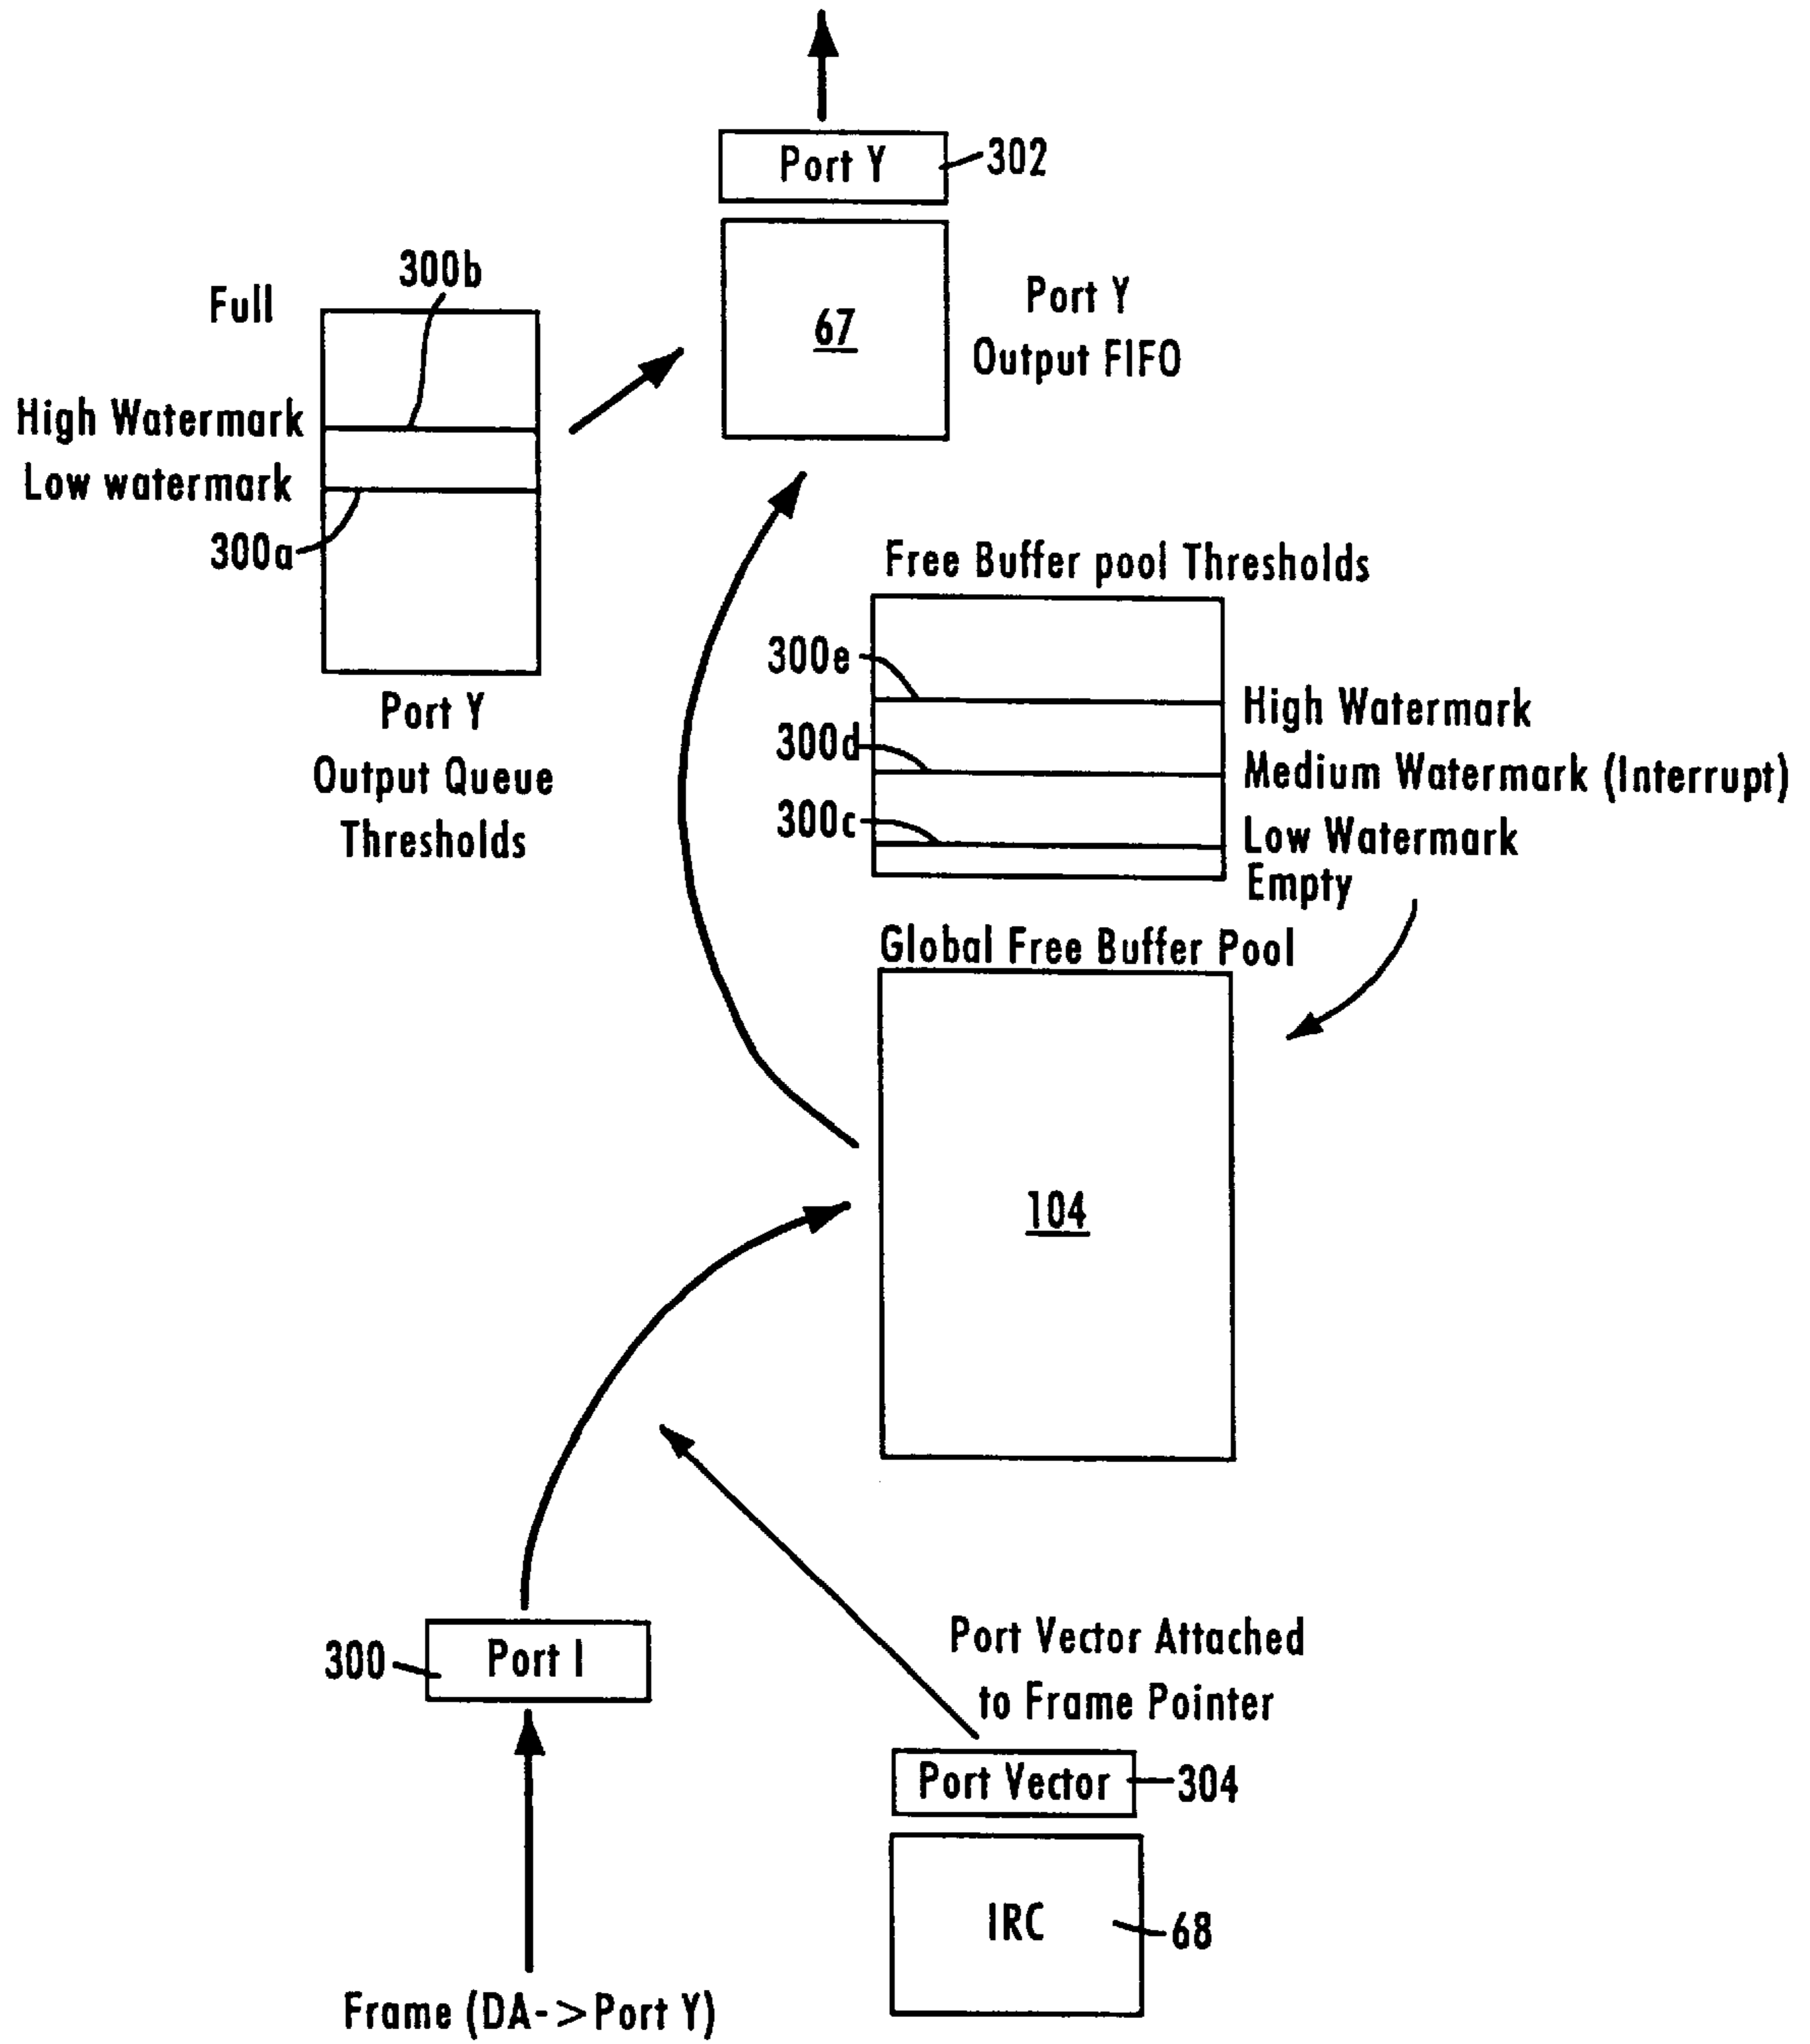 Port Y
302
300b
Full
67
Port Y
Output FIFO
High Watermark
Low watermark
300a
Free Buffer pool Thresholds
300e
High Watermark
Port Y
Output Queue
Thresholds
300d
Medium Watermark (Interrupt)
300c
Low Watermark
Empty
Global Free Buffer Pool
104
300
Port I
Port Vector Attached
to Frame Pointer
Port Vector
304
IRC
68
Frame (DA->Port Y)